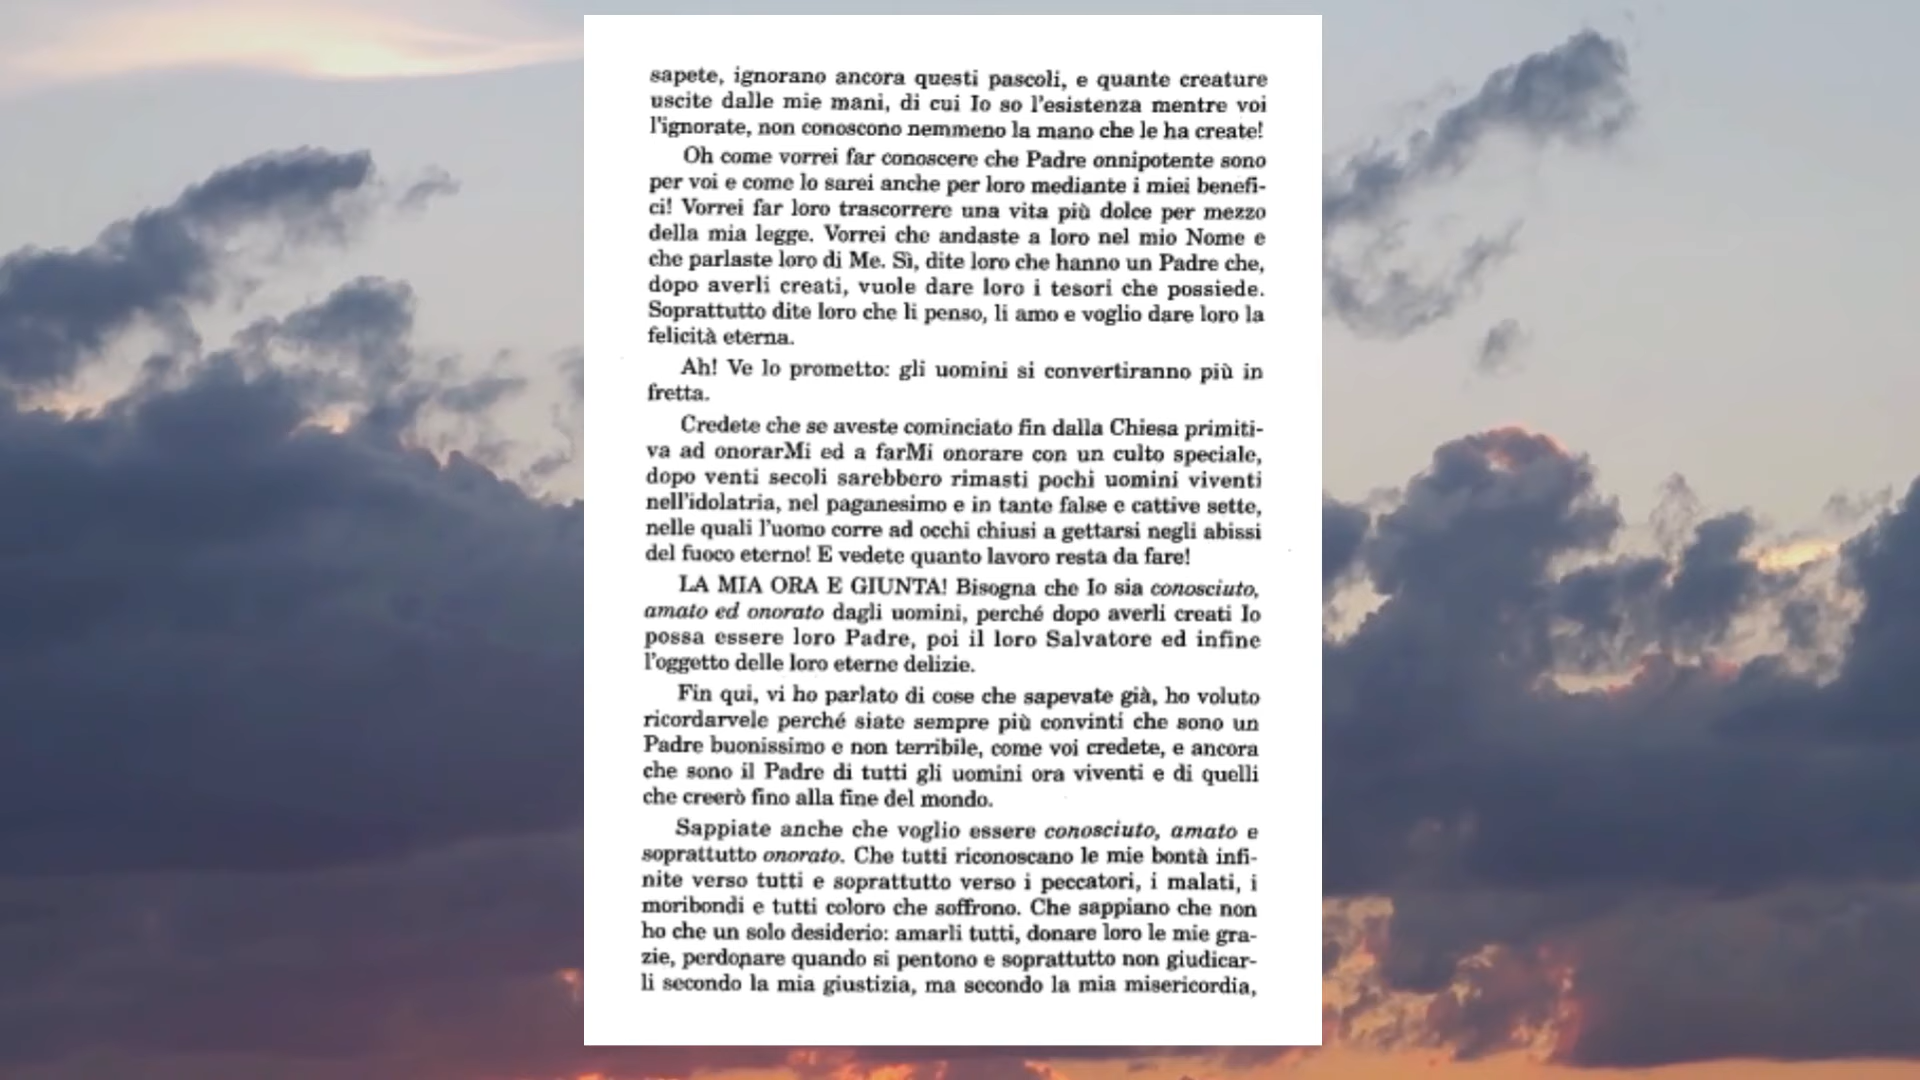 sapete, ignorano ancora questi pascoli, e quante creature
uscite dalle mie mani, di cui Io so l'esistenza mentre voi
l'ignorate, non conoscono nemmeno la mano che le ha create!
Oh come vorrei far conoscere che Padre onnipotente sono
per voi e come lo sarei anche per loro mediante i miei benefi-
ci! Vorrei far loro trascorrere una vita più dolce per mezzo
della mia legge. Vorrei che andaste a loro nel mio Nome e
che parlaste loro di Me. Sì, dite loro che hanno un Padre che,
dopo averli creati, vuole dare loro i tesori che possiede.
Soprattutto dite loro che li penso, li amo e voglio dare loro la
felicità eterna.
Ah! Ve lo prometto: gli uomini si convertiranno più in
fretta.
Credete che se aveste cominciato fin dalla Chiesa primiti-
va ad onorarMi ed a farMi onorare con un culto speciale,
dopo venti secoli sarebbero rimasti pochi uomini viventi
nell'idolatria, nel paganesimo e in tante false e cattive sette,
nelle quali l'uomo corre ad occhi chiusi a gettarsi negli abissi
del fuoco eterno! E vedete quanto lavoro resta da fare!
LA MIA ORA E GIUNTA! Bisogna che Io sia conosciuto,
amato ed onorato dagli uomini, perché dopo averli creati Io
possa essere loro Padre, poi il loro Salvatore ed infine
l'oggetto delle loro eterne delizie.
Fin qui, vi ho parlato di cose che sapevate già, ho voluto
ricordarvele perché siate sempre più convinti che sono un
Padre buonissimo e non terribile, come voi credete, e ancora
che sono il Padre di tutti gli uomini ora viventi e di quelli
che creerò fino alla fine del mondo.
Sappiate anche che voglio essere conosciuto, amato e
soprattutto onorato. Che tutti riconoscano le mie bontà infi-
nite verso tutti e soprattutto verso i peccatori, i malati, i
moribondi e tutti coloro che soffrono. Che sappiano che non
ho che un solo desiderio: amarli tutti, donare loro le mie gra-
zie, perdonare quando si pentono e soprattutto non giudicar-
li secondo la mia giustizia, ma secondo la mia misericordia,